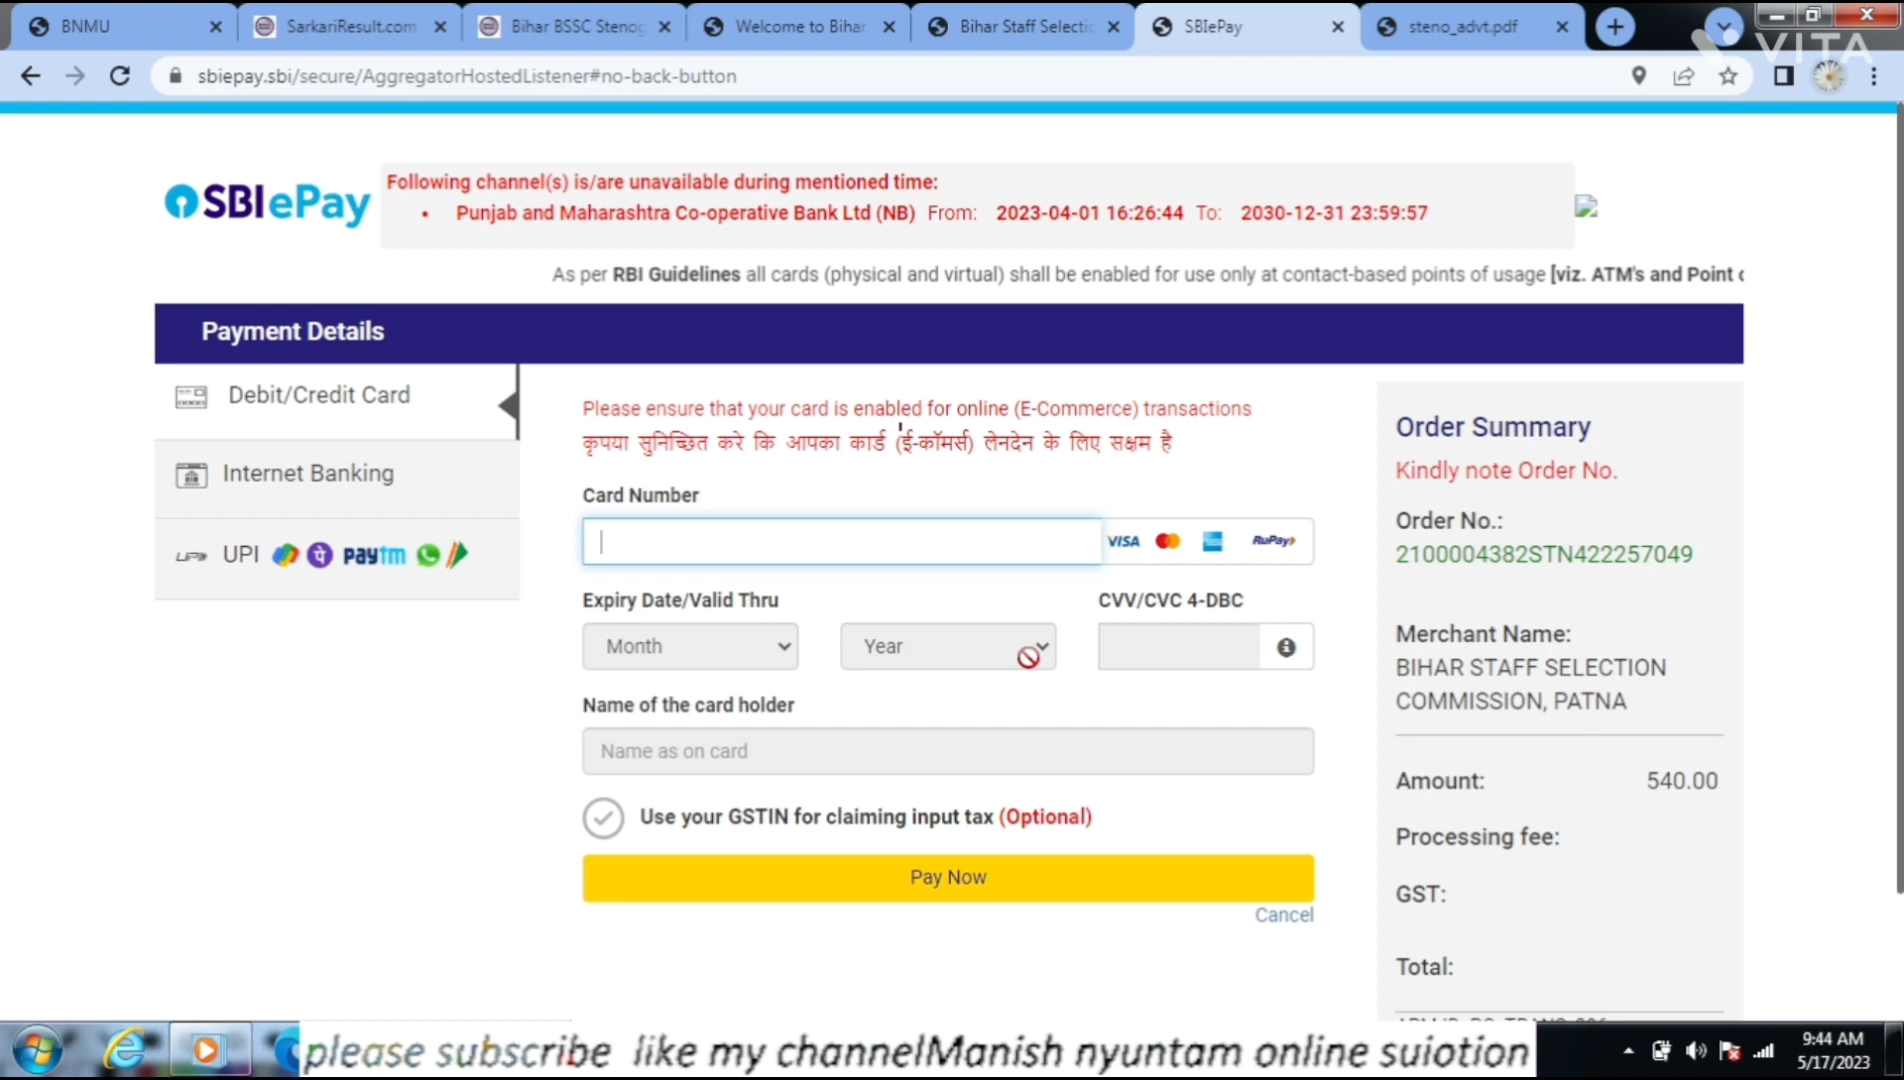 BNMU
SarkariResult.com
Bihar BSSC Stenog
Welcome to Bihar
Bihar Staff Selectio
SBIePay
steno_advt.pdf
VITA
sbiepay.sbi/secure/AggregatorHostedListener#no-back-button
SBIePay
Following channel(s) is/are unavailable during mentioned time:
• Punjab and Maharashtra Co-operative Bank Ltd (NB) From: 2023-04-01 16:26:44 To: 2030-12-31 23:59:57
As per RBI Guidelines all cards (physical and virtual) shall be enabled for use only at contact-based points of usage [viz. ATM's and Point
Payment Details
Debit/Credit Card
Internet Banking
UPI UPI paytm
Please ensure that your card is enabled for online (E-Commerce) transactions
कृपया सुनिच्छित करे कि आपका कार्ड (ई-कॉमर्स) लेनदेन के लिए सक्षम है
Card Number
VISA RuPay
Expiry Date/Valid Thru
CVV/CVC 4-DBC
Month
Year
Name of the card holder
Name as on card
Use your GSTIN for claiming input tax (Optional)
Pay Now
Cancel
Order Summary
Kindly note Order No.
Order No.:
2100004382STN422257049
Merchant Name:
BIHAR STAFF SELECTION
COMMISSION, PATNA
Amount: 540.00
Processing fee:
GST:
Total:
please subscribe like my channelManish nyuntam online suiotion
9:44 AM
5/17/2023